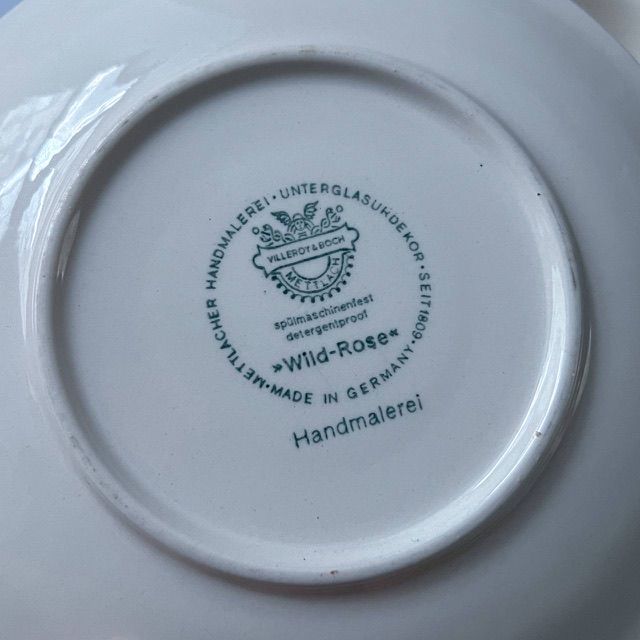 METTLACHER HANDMALEREI · UNTERGLASURDEKOR · SEIT 1809 ·
VILLEROY & BOCH
METTLACH
spülmaschinenfest
detergentproof
»Wild-Rose«
· MADE IN GERMANY ·
Handmalerei